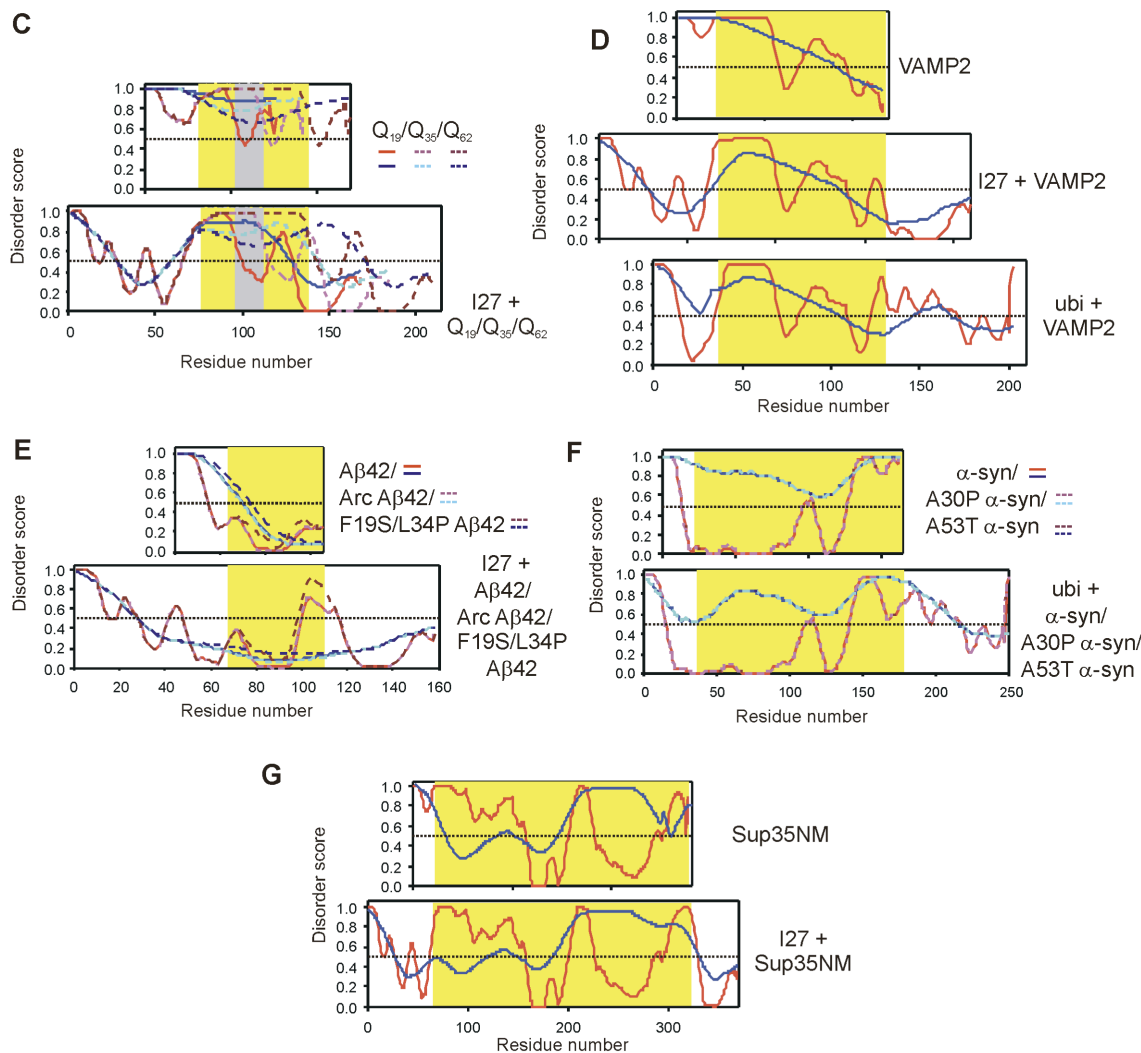 C
1.0
0.8
0.6
0.4
0.2
0.0
Q19/Q35/Q62
Disorder score
1.0
0.8
0.6
0.4
0.2
0.0
0
50
100
150
200
Residue number
I27 +
Q19/Q35/Q62
D
1.0
0.8
0.6
0.4
0.2
0.0
VAMP2
1.0
0.8
0.6
0.4
0.2
0.0
I27 + VAMP2
Disorder score
1.0
0.8
0.6
0.4
0.2
0.0
0
50
100
150
200
Residue number
ubi +
VAMP2
E
1.0
0.8
0.6
0.4
0.2
0.0
Aβ42/
Arc Aβ42/
F19S/L34P Aβ42
Disorder score
1.0
0.8
0.6
0.4
0.2
0.0
0
20
40
60
80
100
120
140
160
Residue number
I27 +
Aβ42/
Arc Aβ42/
F19S/L34P
Aβ42
F
1.0
0.8
0.6
0.4
0.2
0.0
α-syn/
A30P α-syn/
A53T α-syn
Disorder score
1.0
0.8
0.6
0.4
0.2
0.0
0
50
100
150
200
250
Residue number
ubi +
α-syn/
A30P α-syn/
A53T α-syn
G
1.0
0.8
0.6
0.4
0.2
0.0
Sup35NM
Disorder score
1.0
0.8
0.6
0.4
0.2
0.0
0
100
200
300
Residue number
I27 +
Sup35NM